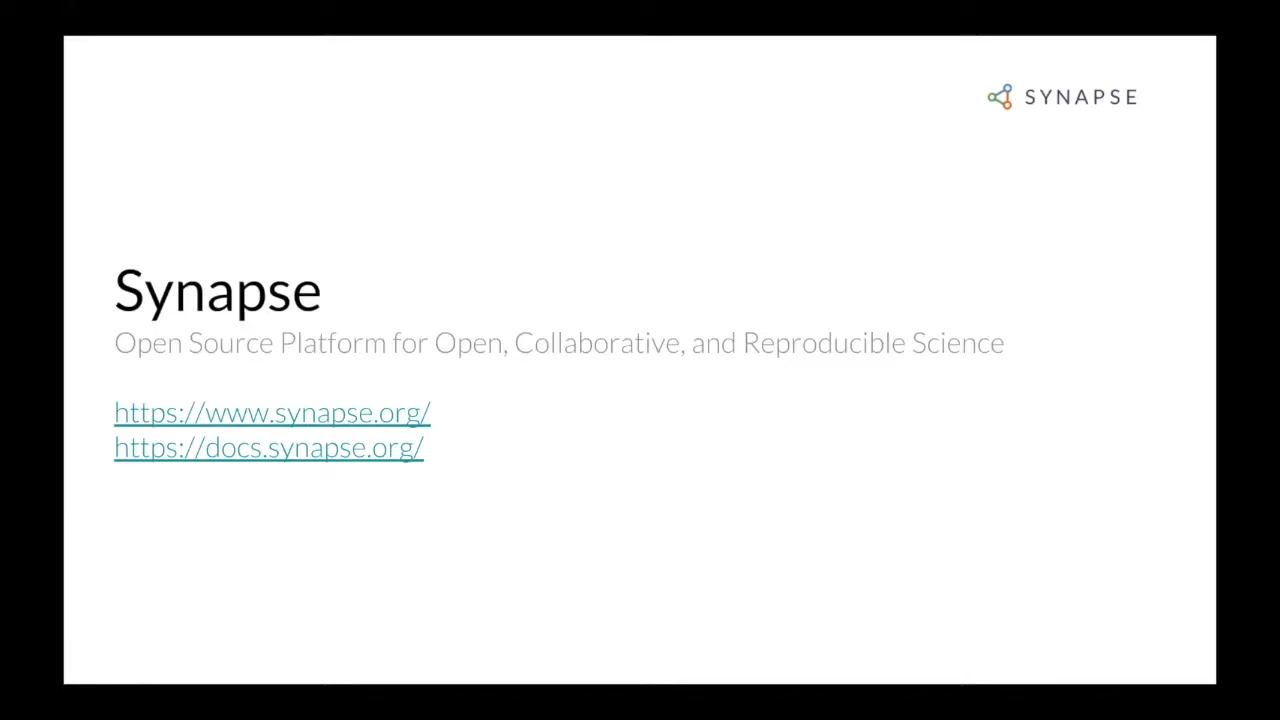 SYNAPSE
Synapse
Open Source Platform for Open, Collaborative, and Reproducible Science
https://www.synapse.org/
https://docs.synapse.org/